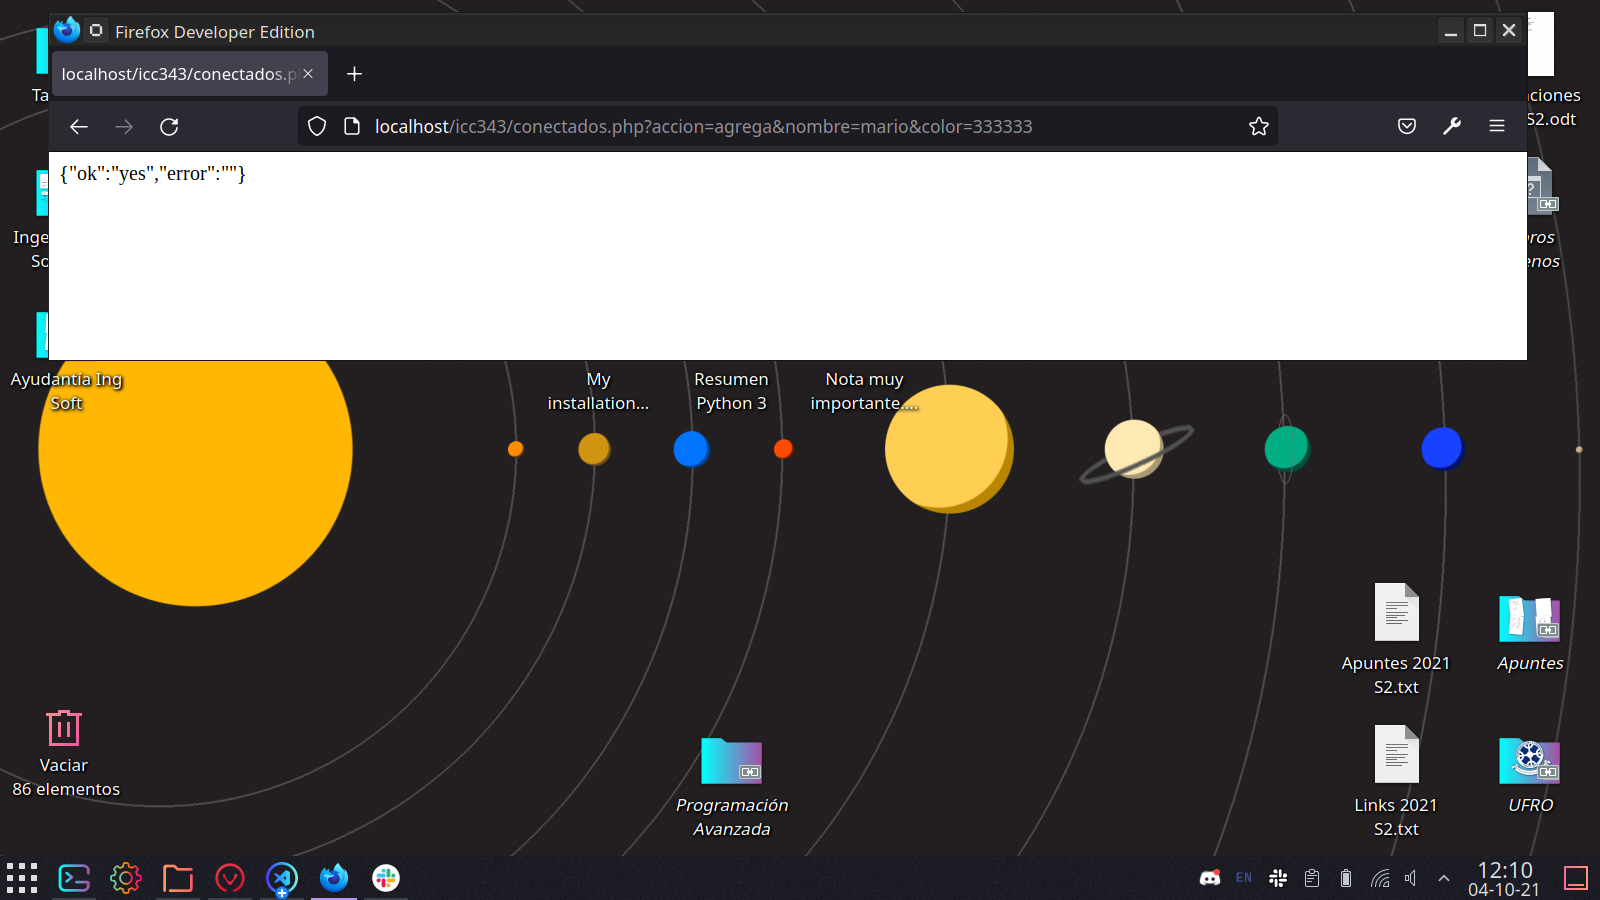 Firefox Developer Edition
localhost/icc343/conectados.p
localhost/icc343/conectados.php?accion=agrega&nombre=mario&color=333333
{"ok":"yes","error":""}
Ta
ciones
S2.odt
Inge
So
ros
enos
Ayudantía Ing
Soft
My
installation...
Resumen
Python 3
Nota muy
importante....
Apuntes 2021
S2.txt
Apuntes
Vaciar
86 elementos
Programación
Avanzada
Links 2021
S2.txt
UFRO
EN
12:10
04-10-21